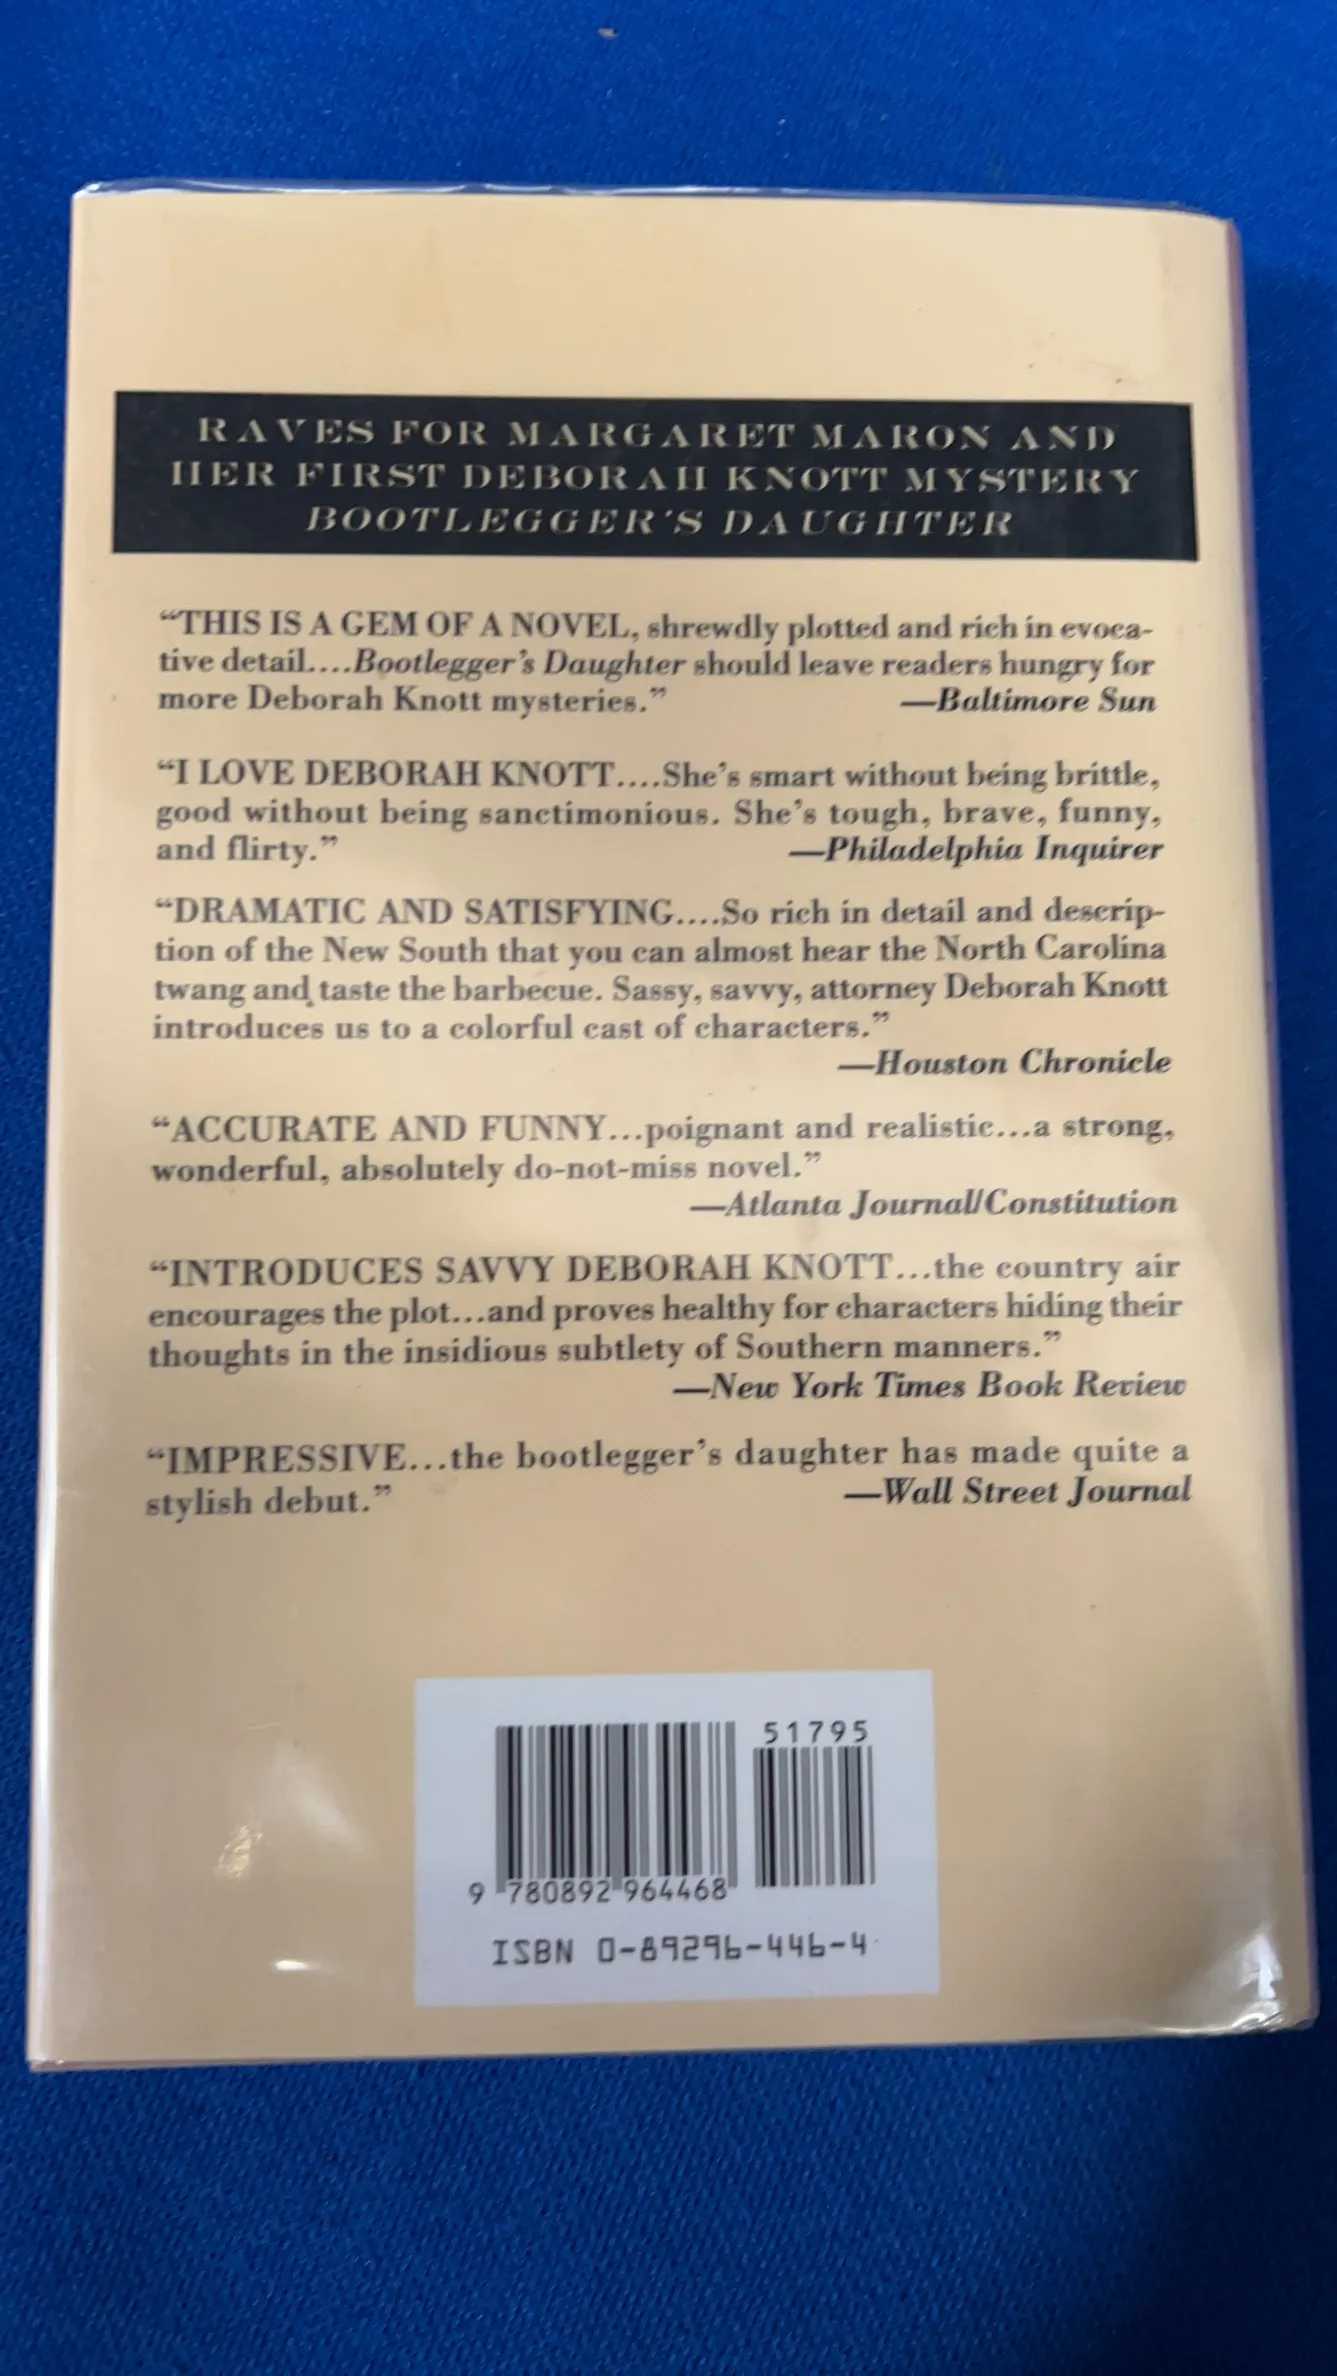 RAVES FOR MARGARET MARON AND
HER FIRST DEBORAH KNOTT MYSTERY
BOOTLEGGER'S DAUGHTER
“THIS IS A GEM OF A NOVEL, shrewdly plotted and rich in evoca-
tive detail....Bootlegger’s Daughter should leave readers hungry for
more Deborah Knott mysteries.” —Baltimore Sun
“I LOVE DEBORAH KNOTT....She’s smart without being brittle,
good without being sanctimonious. She’s tough, brave, funny,
and flirty.” —Philadelphia Inquirer
“DRAMATIC AND SATISFYING....So rich in detail and descrip-
tion of the New South that you can almost hear the North Carolina
twang and taste the barbecue. Sassy, savvy, attorney Deborah Knott
introduces us to a colorful cast of characters.”
—Houston Chronicle
“ACCURATE AND FUNNY...poignant and realistic...a strong,
wonderful, absolutely do-not-miss novel.”
—Atlanta Journal/Constitution
“INTRODUCES SAVVY DEBORAH KNOTT...the country air
encourages the plot...and proves healthy for characters hiding their
thoughts in the insidious subtlety of Southern manners.”
—New York Times Book Review
“IMPRESSIVE...the bootlegger’s daughter has made quite a
stylish debut.” —Wall Street Journal
51795
9 780892 964468
ISBN 0-89296-446-4